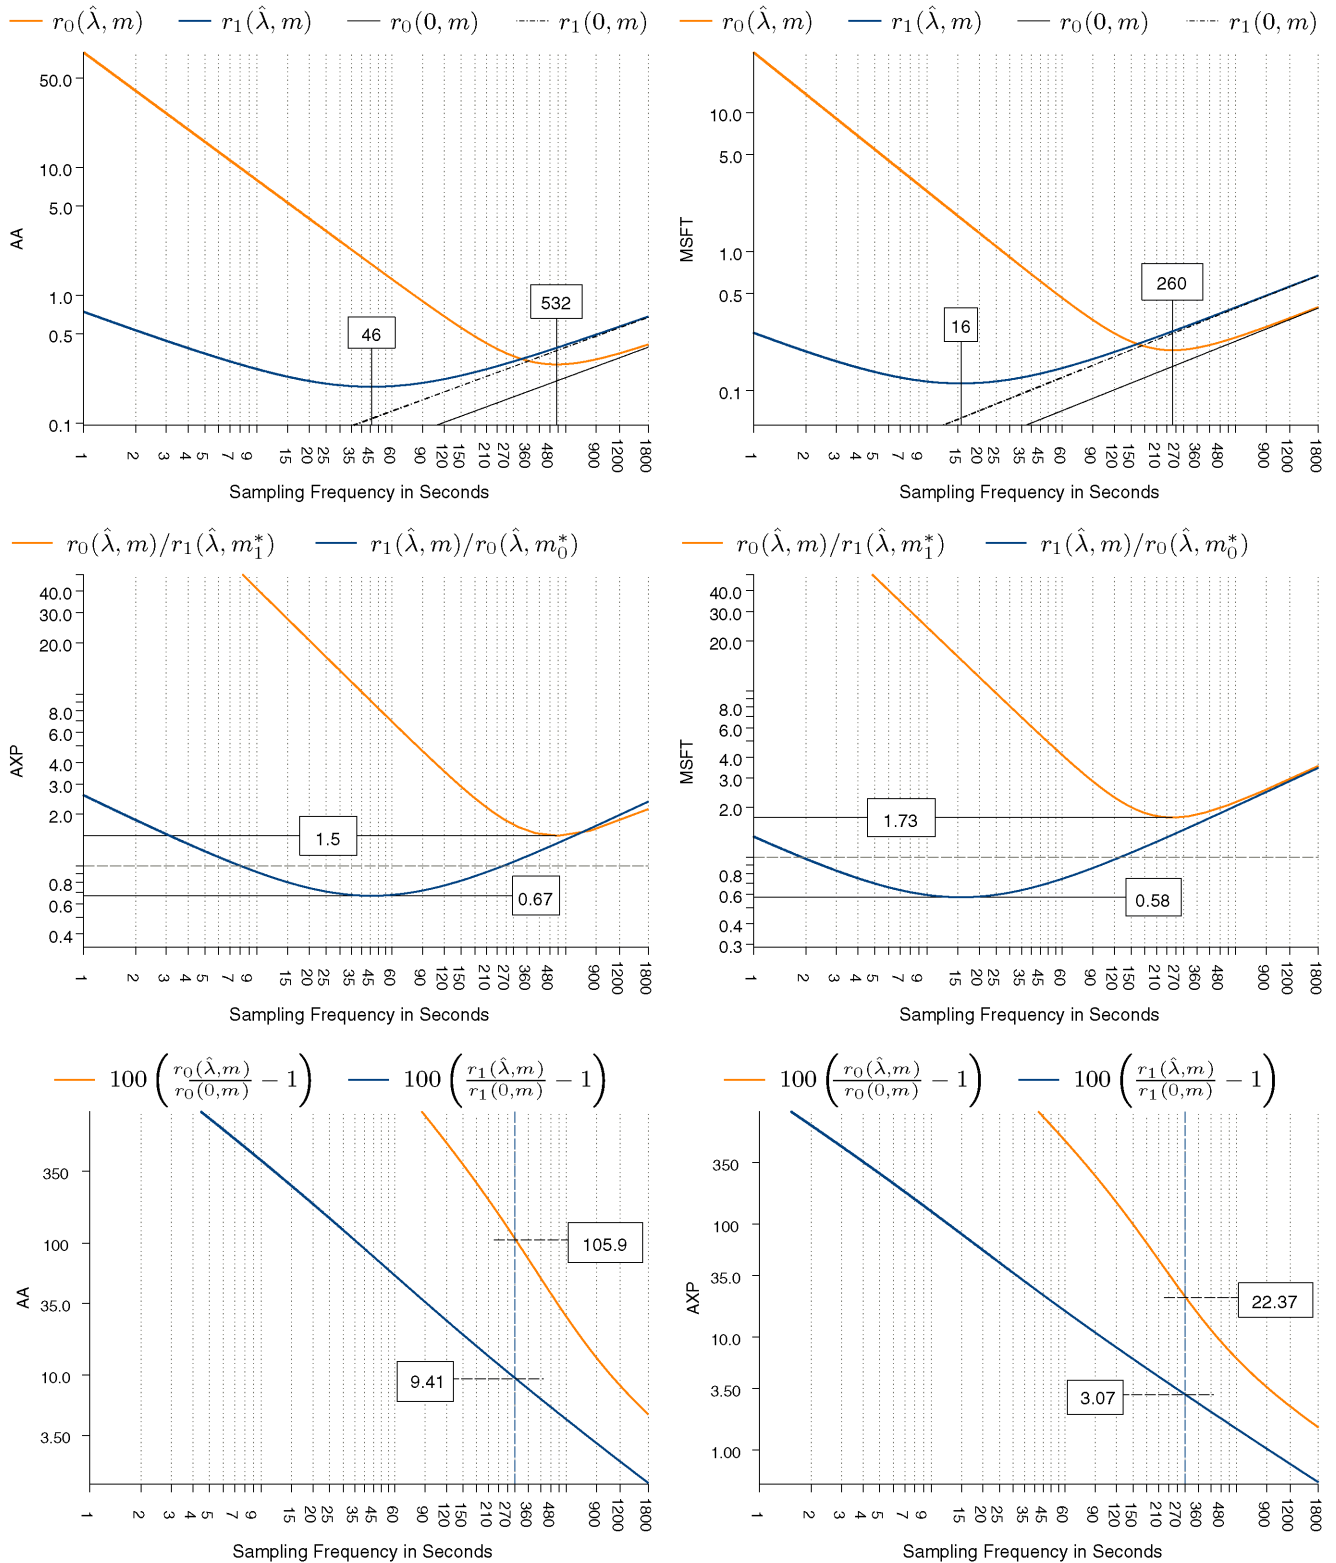 r₀(λ̂, m) r₁(λ̂, m) r₀(0, m) r₁(0, m)
50.0
10.0
5.0
1.0
0.5
0.1
AA
532
46
1 2 3 4 5 7 9 15 20 25 35 45 60 90 120 150 210 270 360 480 900 1200 1800
Sampling Frequency in Seconds
r₀(λ̂, m) r₁(λ̂, m) r₀(0, m) r₁(0, m)
10.0
5.0
1.0
0.5
0.1
MSFT
260
16
1 2 3 4 5 7 9 15 20 25 35 45 60 90 120 150 210 270 360 480 900 1200 1800
Sampling Frequency in Seconds
r₀(λ̂, m)/r₁(λ̂, m₁*) r₁(λ̂, m)/r₀(λ̂, m₀*)
40.0
30.0
20.0
8.0
6.0
4.0
3.0
2.0
0.8
0.6
0.4
AXP
1.5
0.67
1 2 3 4 5 7 9 15 20 25 35 45 60 90 120 150 210 270 360 480 900 1200 1800
Sampling Frequency in Seconds
r₀(λ̂, m)/r₁(λ̂, m₁*) r₁(λ̂, m)/r₀(λ̂, m₀*)
40.0
30.0
20.0
8.0
6.0
4.0
3.0
2.0
0.8
0.6
0.4
0.3
MSFT
1.73
0.58
1 2 3 4 5 7 9 15 20 25 35 45 60 90 120 150 210 270 360 480 900 1200 1800
Sampling Frequency in Seconds
100 (r₀(λ̂,m)/r₀(0,m) − 1) 100 (r₁(λ̂,m)/r₁(0,m) − 1)
350
100
35.0
10.0
3.50
AA
105.9
9.41
1 2 3 4 5 7 9 15 20 25 35 45 60 90 120 150 210 270 360 480 900 1200 1800
Sampling Frequency in Seconds
100 (r₀(λ̂,m)/r₀(0,m) − 1) 100 (r₁(λ̂,m)/r₁(0,m) − 1)
350
100
35.0
10.0
3.50
1.00
AXP
22.37
3.07
1 2 3 4 5 7 9 15 20 25 35 45 60 90 120 150 210 270 360 480 900 1200 1800
Sampling Frequency in Seconds